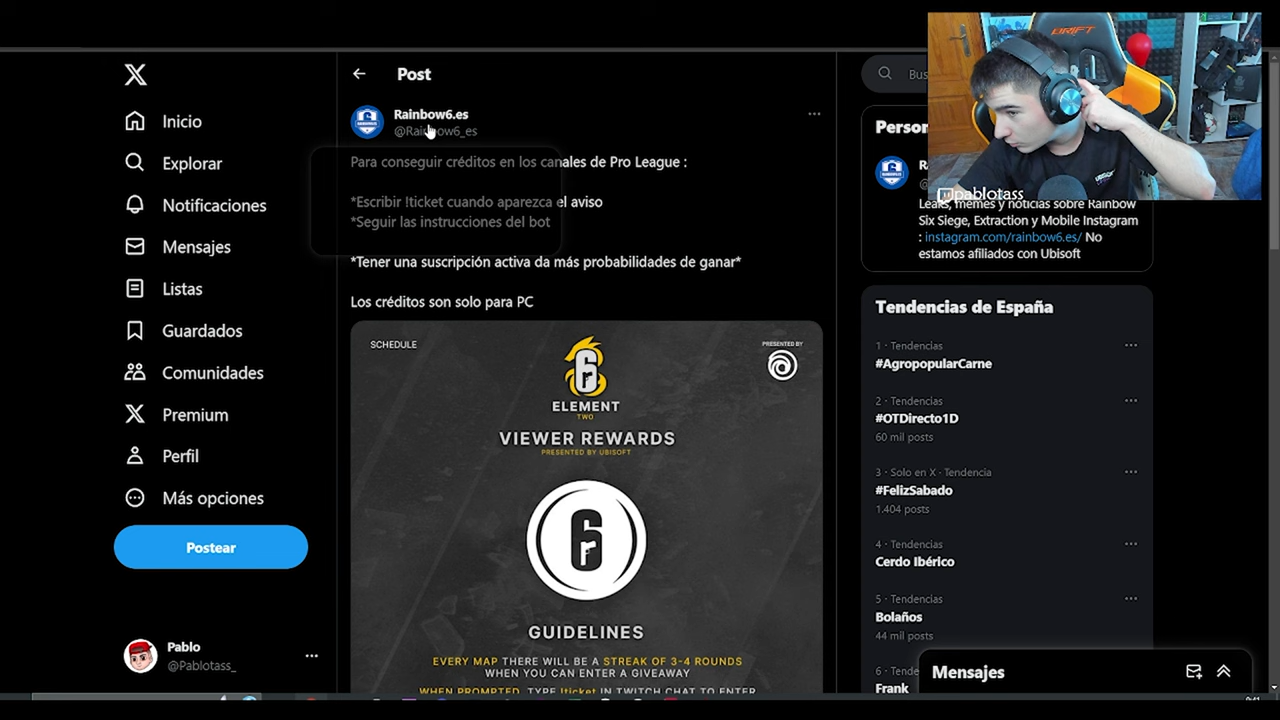 Inicio
Explorar
Notificaciones
Mensajes
Listas
Guardados
Comunidades
Premium
Perfil
Más opciones
Postear
Pablo
@Pablotass_
Post
Rainbow6.es
@Rainbow6_es
Para conseguir créditos en los canales de Pro League :
*Escribir !ticket cuando aparezca el aviso
*Seguir las instrucciones del bot
*Tener una suscripción activa da más probabilidades de ganar*
Los créditos son solo para PC
SCHEDULE
PRESENTED BY
6
ELEMENT
TWO
VIEWER REWARDS
PRESENTED BY UBISOFT
6
GUIDELINES
EVERY MAP THERE WILL BE A STREAK OF 3-4 ROUNDS
WHEN YOU CAN ENTER A GIVEAWAY
WHEN PROMPTED, TYPE !ticket IN TWITCH CHAT TO ENTER
DRIFT
pablotass
Leaks, memes y noticias sobre Rainbow
Six Siege, Extraction y Mobile Instagram
: instagram.com/rainbow6.es/ No
estamos afiliados con Ubisoft
Tendencias de España
1 · Tendencias
#AgropopularCarne
2 · Tendencias
#OTDirecto1D
60 mil posts
3 · Solo en X · Tendencia
#FelizSabado
1.404 posts
4 · Tendencias
Cerdo Ibérico
5 · Tendencias
Bolaños
44 mil posts
Frank
Mensajes